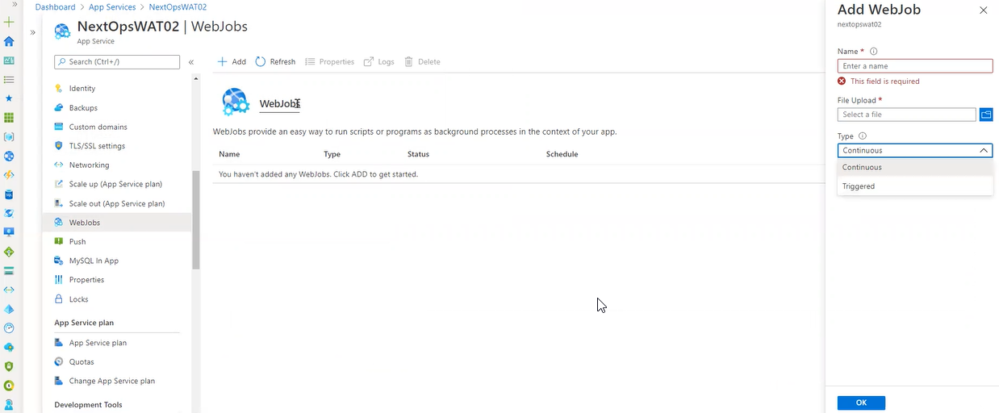 Dashboard > App Services > NextOpsWAT02
NextOpsWAT02 | WebJobs
App Service
Search (Ctrl+/)
Identity
Backups
Custom domains
TLS/SSL settings
Networking
Scale up (App Service plan)
Scale out (App Service plan)
WebJobs
Push
MySQL In App
Properties
Locks
App Service plan
App Service plan
Quotas
Change App Service plan
Development Tools
Add Refresh Properties Logs Delete
WebJobs
WebJobs provide an easy way to run scripts or programs as background processes in the context of your app.
Name Type Status Schedule
You haven't added any WebJobs. Click ADD to get started.
Add WebJob
nextopswat02
Name *
Enter a name
This field is required
File Upload *
Select a file
Type
Continuous
Continuous
Triggered
OK